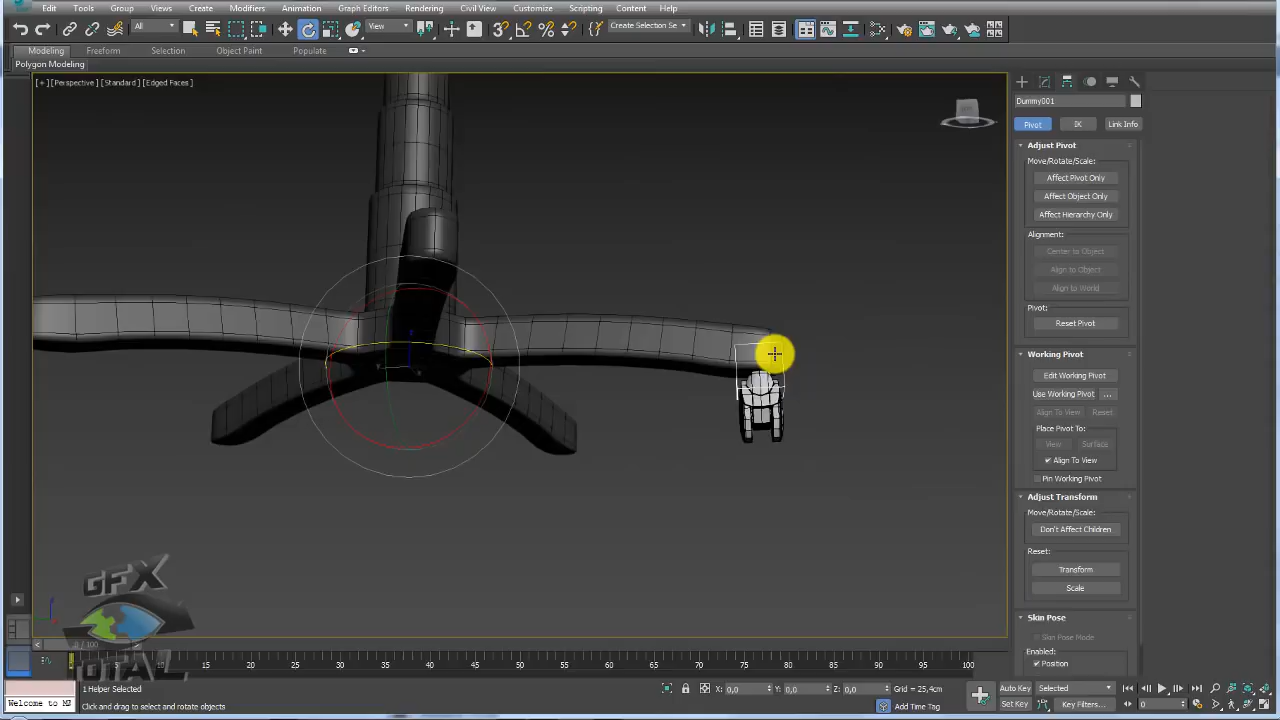 Edit Tools Group Views Create Modifiers Animation Graph Editors Rendering Civil View Customize Scripting Content Help
All View Create Selection Se
Modeling Freeform Selection Object Paint Populate
Polygon Modeling
[+] [Perspective] [Standard] [Edged Faces]
Dummy001
Pivot IK Link Info
Adjust Pivot
Move/Rotate/Scale:
Affect Pivot Only
Affect Object Only
Affect Hierarchy Only
Alignment:
Center to Object
Align to Object
Align to World
Pivot:
Reset Pivot
Working Pivot
Edit Working Pivot
Use Working Pivot ...
Align To View Reset
Place Pivot To:
View Surface
Align To View
Pin Working Pivot
Adjust Transform
Move/Rotate/Scale:
Don't Affect Children
Reset:
Transform
Scale
Skin Pose
Skin Pose Mode
Enabled:
Position
GFX
TOTAL
0 / 100
5 15 20 25 30 35 40 45 50 55 60 65 70 75 80 85 90 95 100
1 Helper Selected
X: 0,0 Y: 0,0 Z: 0,0 Grid = 25,4cm
Auto Key Selected
Welcome to MA
Click and drag to select and rotate objects
Add Time Tag
Set Key Key Filters... 0